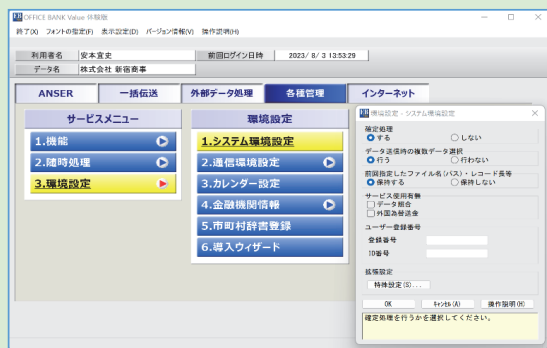 OFFICE BANK Value 体験版
終了(X) フォントの指定(F) 表示設定(D) バージョン情報(V) 操作説明(H)
利用者名 安本宜史 前回ログイン日時 2023/ 8/ 3 13:53:29
データ名 株式会社 新宿商事
ANSER 一括伝送 外部データ処理 各種管理 インターネット
サービスメニュー
1.機能
2.随時処理
3.環境設定
環境設定
1.システム環境設定
2.通信環境設定
3.カレンダー設定
4.金融機関情報
5.市町村辞書登録
6.導入ウィザード
環境設定 - システム環境設定
確定処理
する しない
データ送信時の複数データ選択
行う 行わない
前回指定したファイル名(パス)・レコード長等
保持する 保持しない
サービス使用有無
データ組合
外国為替送金
ユーザー登録番号
登録番号
ID番号
拡張設定
特殊設定(S)...
OK キャンセル(A) 操作説明(H)
確定処理を行うかを選択してください。